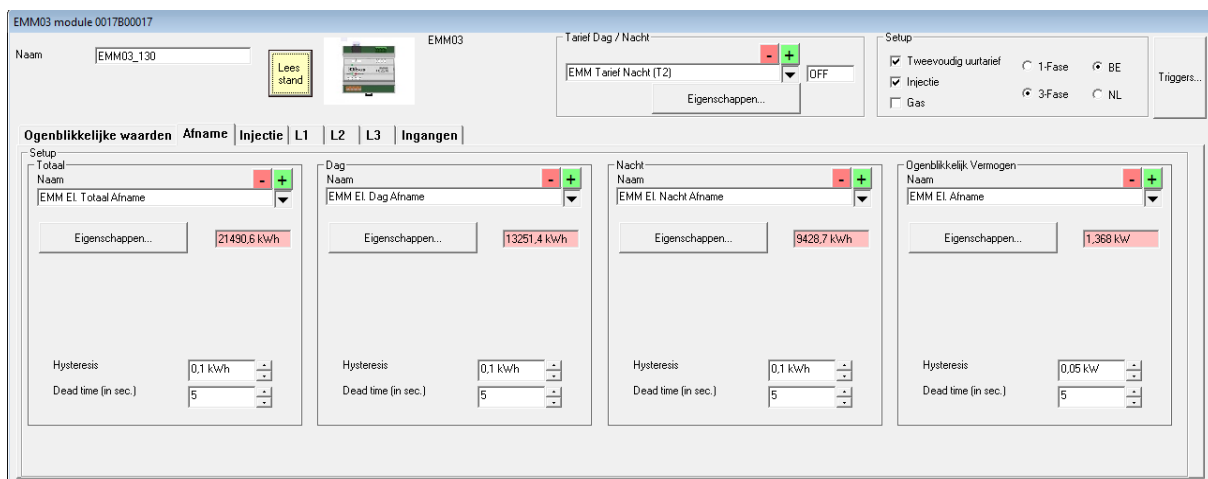 EMM03 module 0017B00017
Naam
EMM03_130
Lees
stand
EMM03
Tarief Dag / Nacht
- +
EMM Tarief Nacht (T2)
OFF
Eigenschappen...
Setup
Tweevoudig uurtarief
Injectie
Gas
1-Fase
3-Fase
BE
NL
Triggers...
Ogenblikkelijke waarden Afname Injectie L1 L2 L3 Ingangen
Setup
Totaal
Naam
- +
EMM El. Totaal Afname
Eigenschappen...
21490,6 kWh
Hysteresis
0,1 kWh
Dead time (in sec.)
5
Dag
Naam
- +
EMM El. Dag Afname
Eigenschappen...
13251,4 kWh
Hysteresis
0,1 kWh
Dead time (in sec.)
5
Nacht
Naam
- +
EMM El. Nacht Afname
Eigenschappen...
9428,7 kWh
Hysteresis
0,1 kWh
Dead time (in sec.)
5
Ogenblikkelijk Vermogen
Naam
- +
EMM El. Afname
Eigenschappen...
1,368 kW
Hysteresis
0,05 kW
Dead time (in sec.)
5